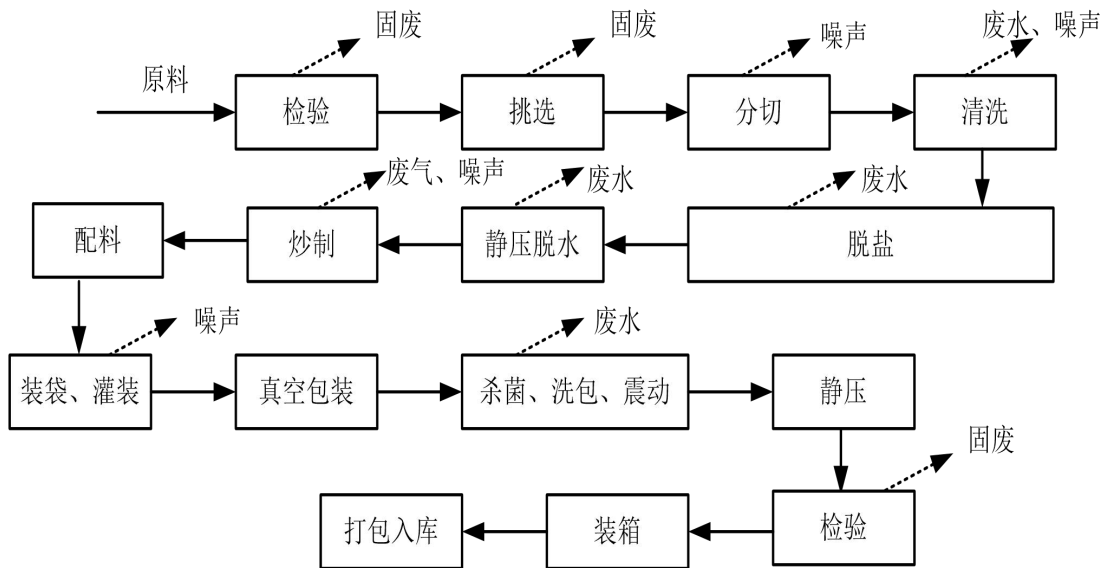 固废
固废
噪声
废水、噪声
原料
检验
挑选
分切
清洗
废气、噪声
废水
废水
配料
炒制
静压脱水
脱盐
噪声
废水
装袋、灌装
真空包装
杀菌、洗包、震动
静压
固废
打包入库
装箱
检验